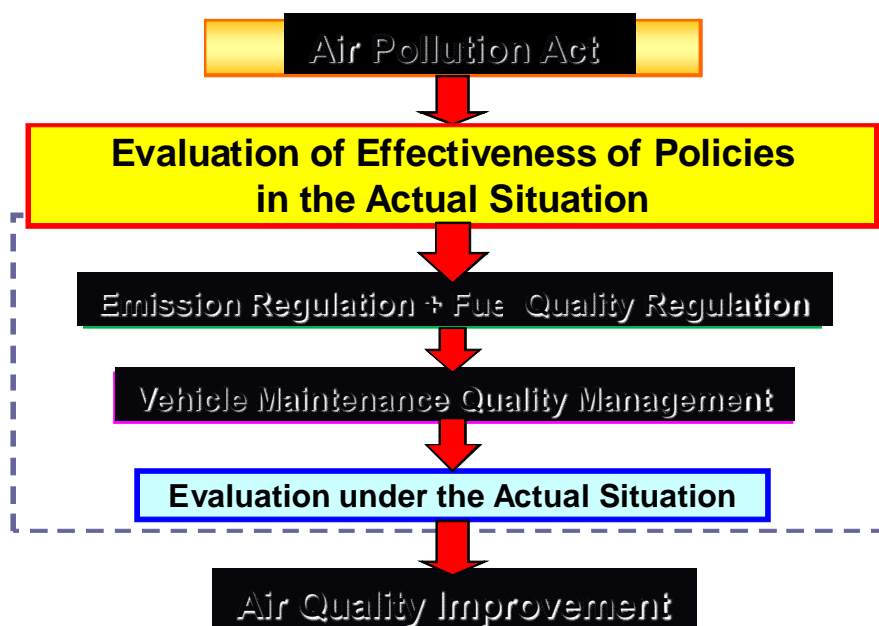 Air Pollution Act
Evaluation of Effectiveness of Policies
in the Actual Situation
Emission Regulation + Fue Quality Regulation
Vehicle Maintenance Quality Management
Evaluation under the Actual Situation
Air Quality Improvement